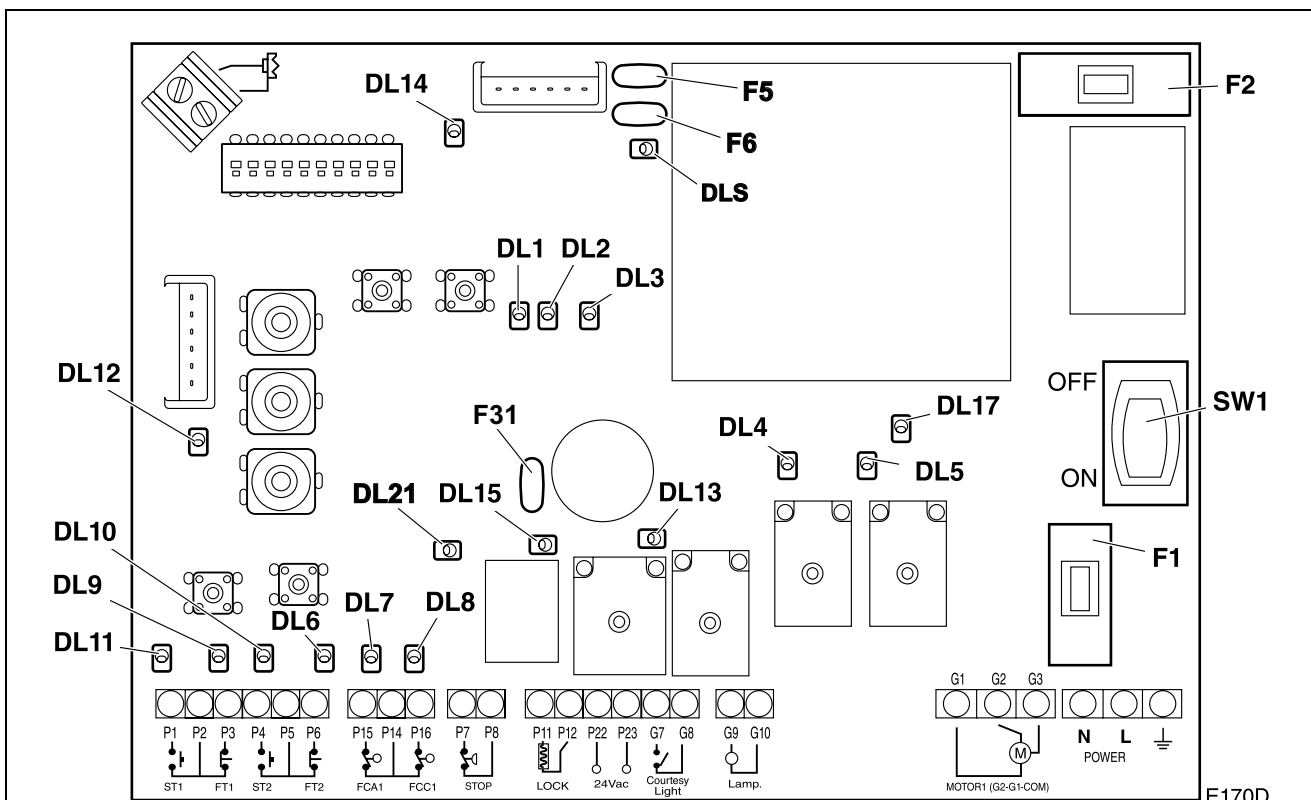 DL14
F5
F2
F6
DLS
DL1 DL2
DL3
DL12
OFF
SW1
F31
DL17
DL4
DL5
ON
DL21 DL15 DL13
DL10
F1
DL9
DL7 DL8
DL6
DL11
G1 G2 G3
P1 P2 P3 P4 P5 P6 P15 P14 P16 P7 P8 P11 P12 P22 P23 G7 G8 G9 G10 N L
M
POWER
ST1 FT1 ST2 FT2 FCA1 FCC1 STOP LOCK 24Vac Courtesy
Light Lamp. MOTOR1 (G2-G1-COM)
E170D